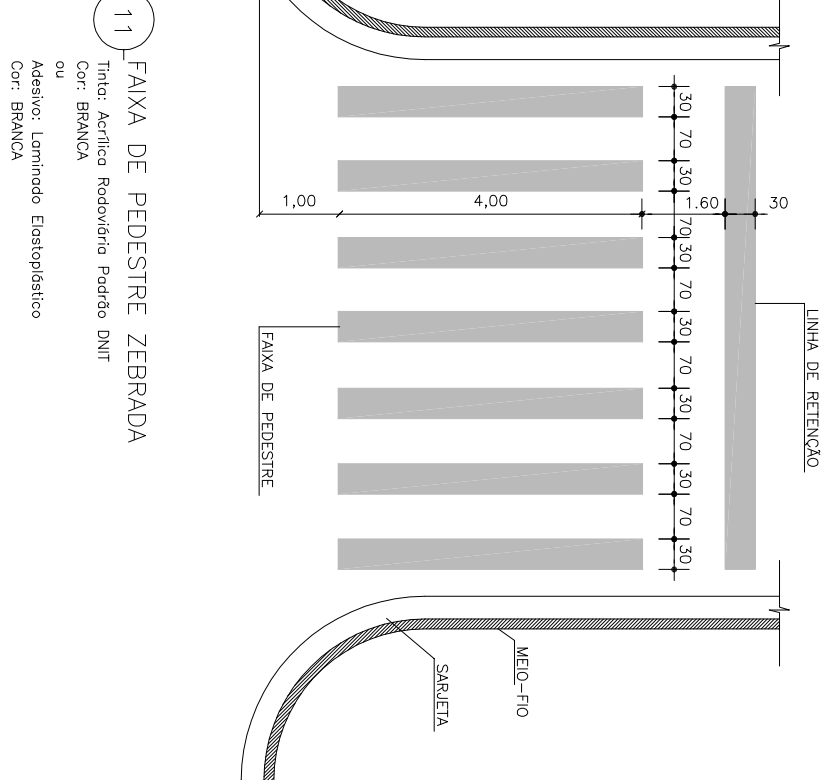 11
FAIXA DE PEDESTRE ZEBRADA
Tinta: Acrílica Rodoviária Padrão DNIT
Cor: BRANCA
ou
Adesivo: Laminado Elastoplástico
Cor: BRANCA
1,00
4,00
1.60
30
30
70
30
70
30
70
30
70
30
70
30
70
30
LINHA DE RETENÇÃO
FAIXA DE PEDESTRE
MEIO-FIO
SARJETA